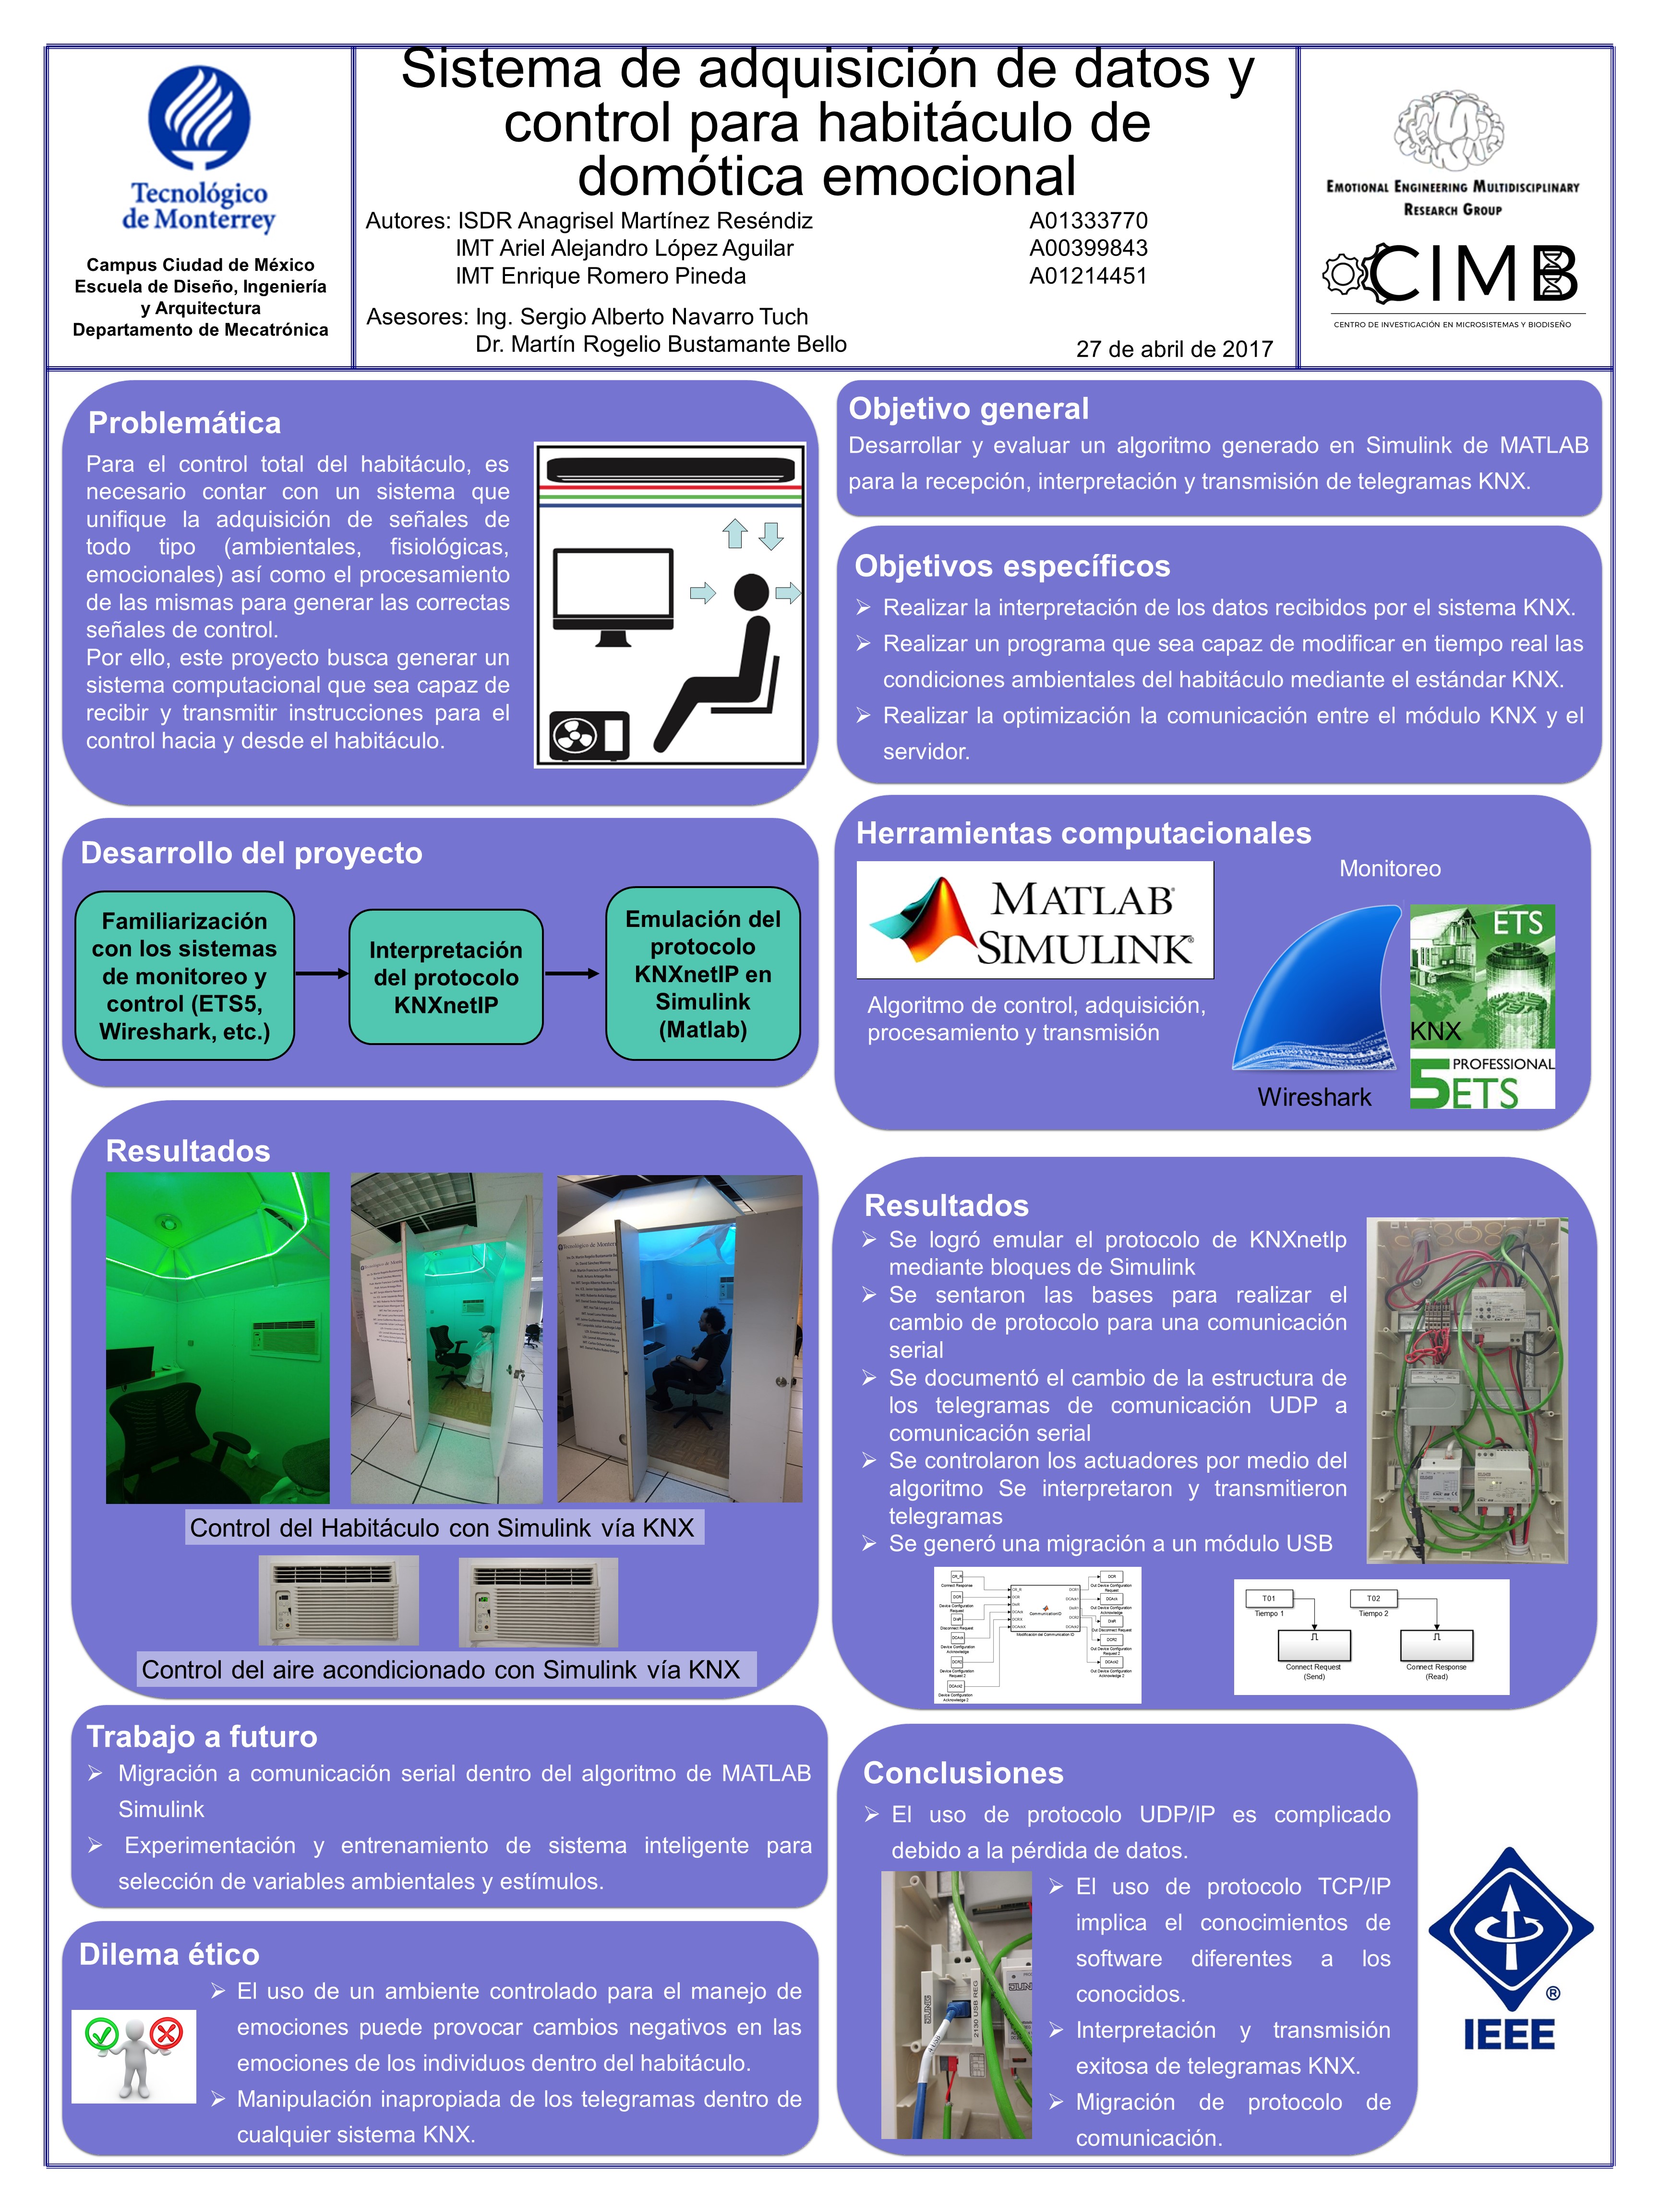 Tecnológico
de Monterrey
Campus Ciudad de México
Escuela de Diseño, Ingeniería
y Arquitectura
Departamento de Mecatrónica
Sistema de adquisición de datos y
control para habitáculo de
domótica emocional
Autores: ISDR Anagrisel Martínez Reséndiz A01333770
IMT Ariel Alejandro López Aguilar A00399843
IMT Enrique Romero Pineda A01214451
Asesores: Ing. Sergio Alberto Navarro Tuch
Dr. Martín Rogelio Bustamante Bello
27 de abril de 2017
EMOTIONAL ENGINEERING MULTIDISCIPLINARY
RESEARCH GROUP
CIMB
CENTRO DE INVESTIGACIÓN EN MICROSISTEMAS Y BIODISEÑO
Problemática
Para el control total del habitáculo, es
necesario contar con un sistema que
unifique la adquisición de señales de
todo tipo (ambientales, fisiológicas,
emocionales) así como el procesamiento
de las mismas para generar las correctas
señales de control.
Por ello, este proyecto busca generar un
sistema computacional que sea capaz de
recibir y transmitir instrucciones para el
control hacia y desde el habitáculo.
Objetivo general
Desarrollar y evaluar un algoritmo generado en Simulink de MATLAB
para la recepción, interpretación y transmisión de telegramas KNX.
Objetivos específicos
➢ Realizar la interpretación de los datos recibidos por el sistema KNX.
➢ Realizar un programa que sea capaz de modificar en tiempo real las
condiciones ambientales del habitáculo mediante el estándar KNX.
➢ Realizar la optimización la comunicación entre el módulo KNX y el
servidor.
Desarrollo del proyecto
Familiarización
con los sistemas
de monitoreo y
control (ETS5,
Wireshark, etc.)
Interpretación
del protocolo
KNXnetIP
Emulación del
protocolo
KNXnetIP en
Simulink
(Matlab)
Herramientas computacionales
MATLAB
SIMULINK®
Algoritmo de control, adquisición,
procesamiento y transmisión
Monitoreo
Wireshark
ETS
KNX
PROFESSIONAL
5ETS
Resultados
Control del Habitáculo con Simulink vía KNX
Control del aire acondicionado con Simulink vía KNX
Resultados
➢ Se logró emular el protocolo de KNXnetIp
mediante bloques de Simulink
➢ Se sentaron las bases para realizar el
cambio de protocolo para una comunicación
serial
➢ Se documentó el cambio de la estructura de
los telegramas de comunicación UDP a
comunicación serial
➢ Se controlaron los actuadores por medio del
algoritmo Se interpretaron y transmitieron
telegramas
➢ Se generó una migración a un módulo USB
T01
Tiempo 1
T02
Tiempo 2
Connect Request
(Send)
Connect Response
(Read)
Trabajo a futuro
➢ Migración a comunicación serial dentro del algoritmo de MATLAB
Simulink
➢ Experimentación y entrenamiento de sistema inteligente para
selección de variables ambientales y estímulos.
Dilema ético
➢ El uso de un ambiente controlado para el manejo de
emociones puede provocar cambios negativos en las
emociones de los individuos dentro del habitáculo.
➢ Manipulación inapropiada de los telegramas dentro de
cualquier sistema KNX.
Conclusiones
➢ El uso de protocolo UDP/IP es complicado
debido a la pérdida de datos.
➢ El uso de protocolo TCP/IP
implica el conocimientos de
software diferentes a los
conocidos.
➢ Interpretación y transmisión
exitosa de telegramas KNX.
➢ Migración de protocolo de
comunicación.
JUNG
2130 USB REG
®
IEEE